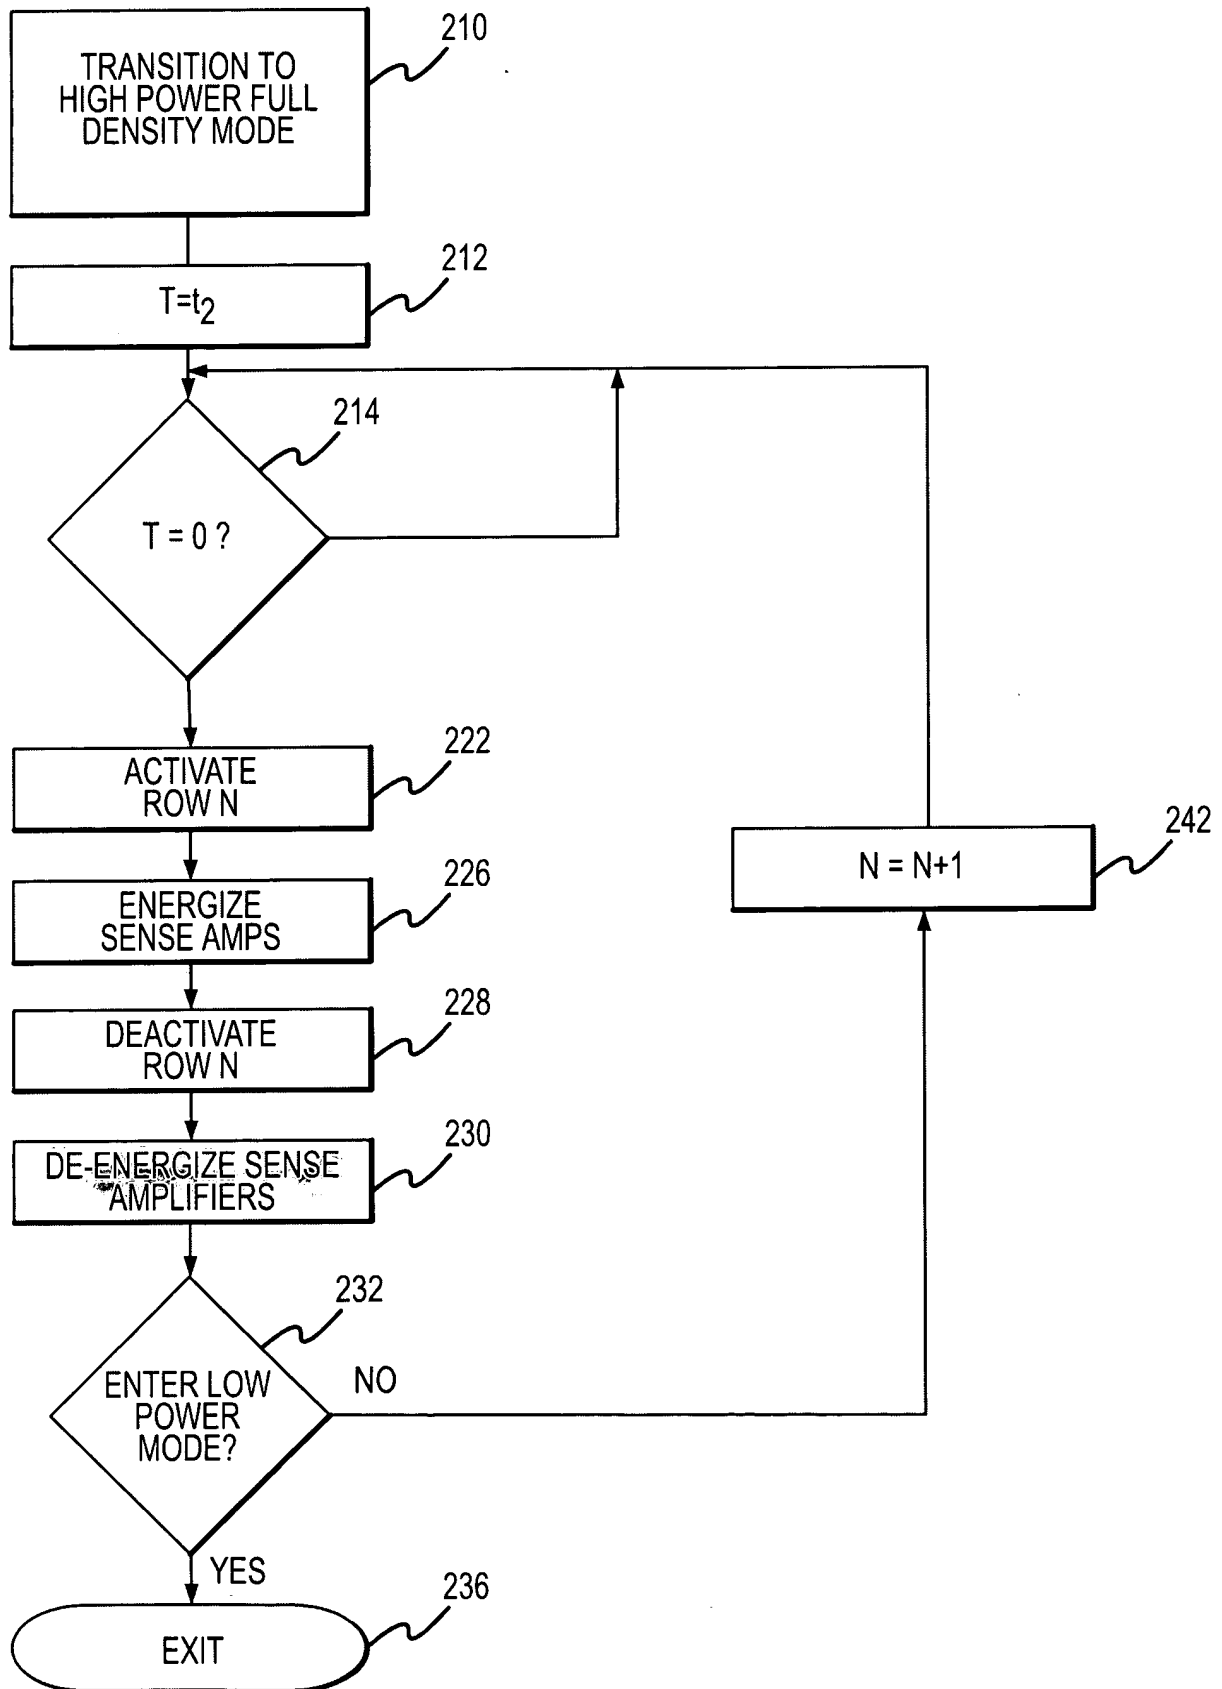 210
TRANSITION TO
HIGH POWER FULL
DENSITY MODE
212
T=t₂
214
T = 0 ?
222
ACTIVATE
ROW N
242
N = N+1
226
ENERGIZE
SENSE AMPS
228
DEACTIVATE
ROW N
230
DE-ENERGIZE SENSE
AMPLIFIERS
232
ENTER LOW
POWER
MODE?
NO
YES
236
EXIT